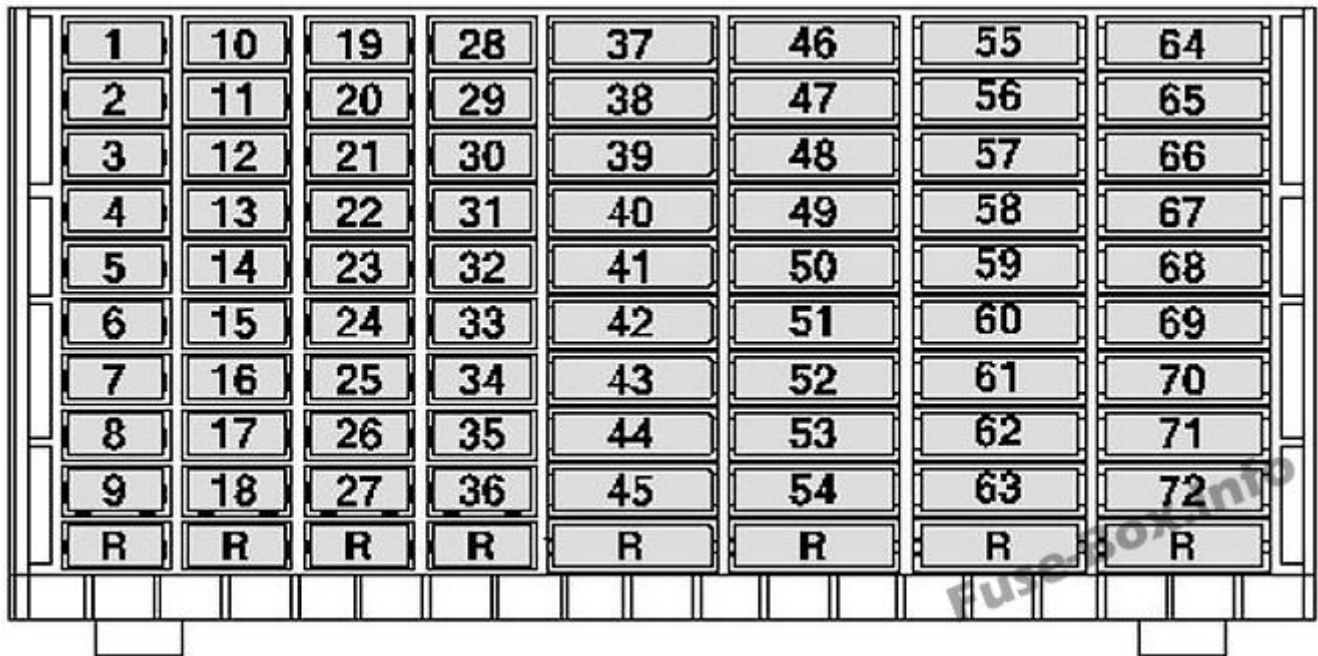 1 10 19 28 37 46 55 64
2 11 20 29 38 47 56 65
3 12 21 30 39 48 57 66
4 13 22 31 40 49 58 67
5 14 23 32 41 50 59 68
6 15 24 33 42 51 60 69
7 16 25 34 43 52 61 70
8 17 26 35 44 53 62 71
9 18 27 36 45 54 63 72
R R R R R R R R
Fuse-Box.info